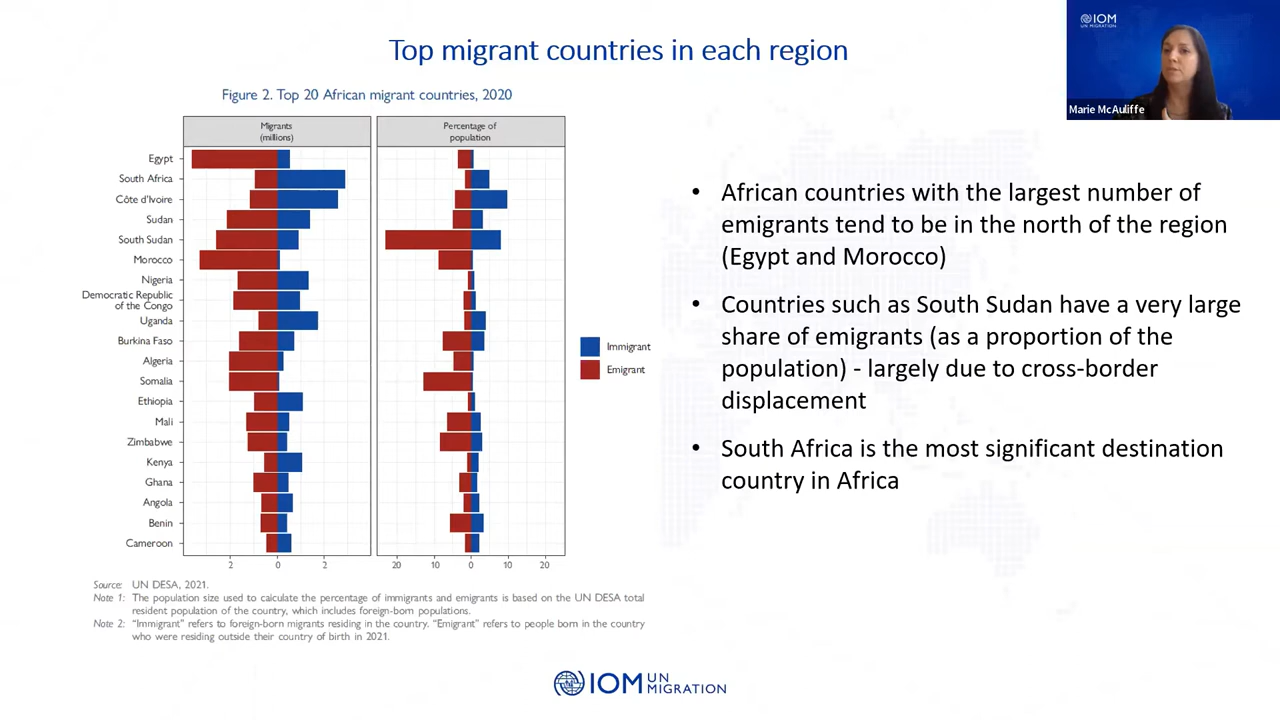 Top migrant countries in each region
IOM
UN MIGRATION
Marie McAuliffe
Figure 2. Top 20 African migrant countries, 2020
Migrants
(millions)
Percentage of
population
Egypt
South Africa
Côte d'Ivoire
Sudan
South Sudan
Morocco
Nigeria
Democratic Republic
of the Congo
Uganda
Burkina Faso
Algeria
Somalia
Ethiopia
Mali
Zimbabwe
Kenya
Ghana
Angola
Benin
Cameroon
2 0 2
20 10 0 10 20
Immigrant
Emigrant
• African countries with the largest number of
emigrants tend to be in the north of the region
(Egypt and Morocco)
• Countries such as South Sudan have a very large
share of emigrants (as a proportion of the
population) - largely due to cross-border
displacement
• South Africa is the most significant destination
country in Africa
Source: UN DESA, 2021.
Note 1: The population size used to calculate the percentage of immigrants and emigrants is based on the UN DESA total
resident population of the country, which includes foreign-born populations.
Note 2: “Immigrant” refers to foreign-born migrants residing in the country. “Emigrant” refers to people born in the country
who were residing outside their country of birth in 2021.
IOM UN
MIGRATION